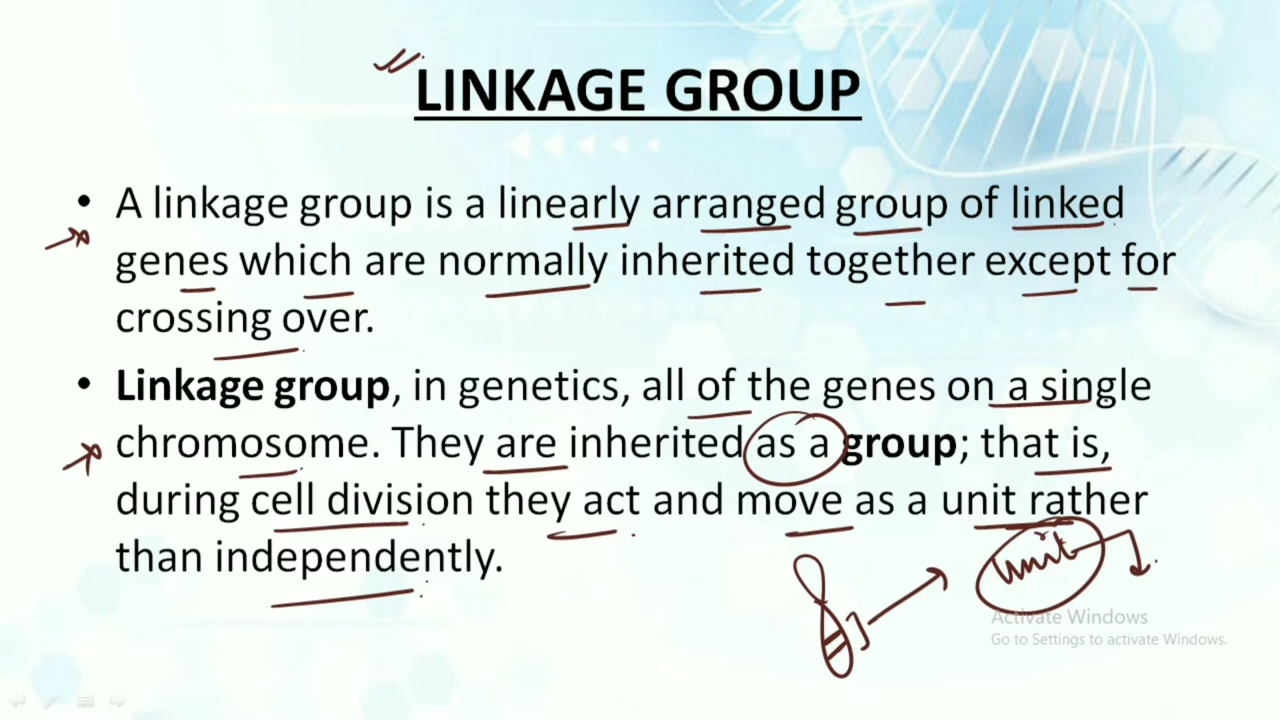 LINKAGE GROUP
• A linkage group is a linearly arranged group of linked
genes which are normally inherited together except for
crossing over.
• Linkage group, in genetics, all of the genes on a single
chromosome. They are inherited as a group; that is,
during cell division they act and move as a unit rather
than independently.
unit
Activate Windows
Go to Settings to activate Windows.